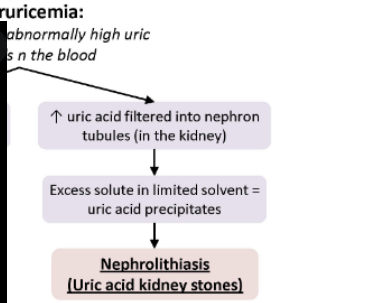 ruricemia:
abnormally high uric
s n the blood
↑ uric acid filtered into nephron
tubules (in the kidney)
Excess solute in limited solvent =
uric acid precipitates
Nephrolithiasis
(Uric acid kidney stones)